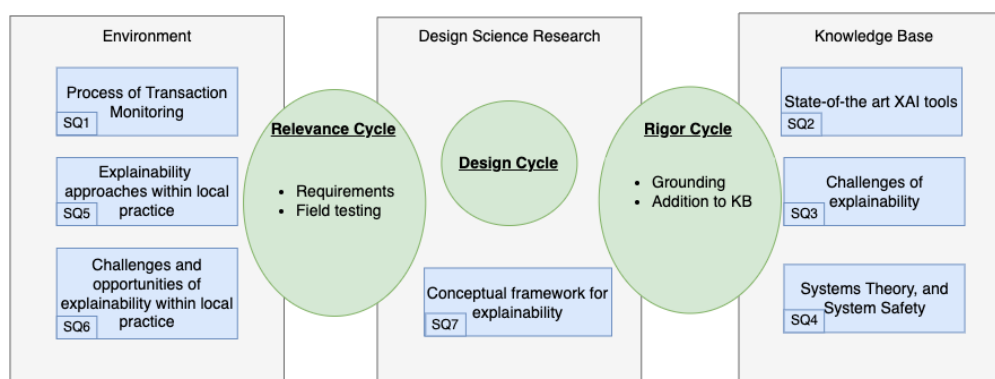 Environment
Process of Transaction
Monitoring
SQ1
Explainability
approaches within local
practice
SQ5
Challenges and
opportunities of
explainability within local
practice
SQ6
Relevance Cycle
• Requirements
• Field testing
Design Science Research
Design Cycle
Conceptual framework for
explainability
SQ7
Rigor Cycle
• Grounding
• Addition to KB
Knowledge Base
State-of-the art XAI tools
SQ2
Challenges of
explainability
SQ3
Systems Theory, and
System Safety
SQ4